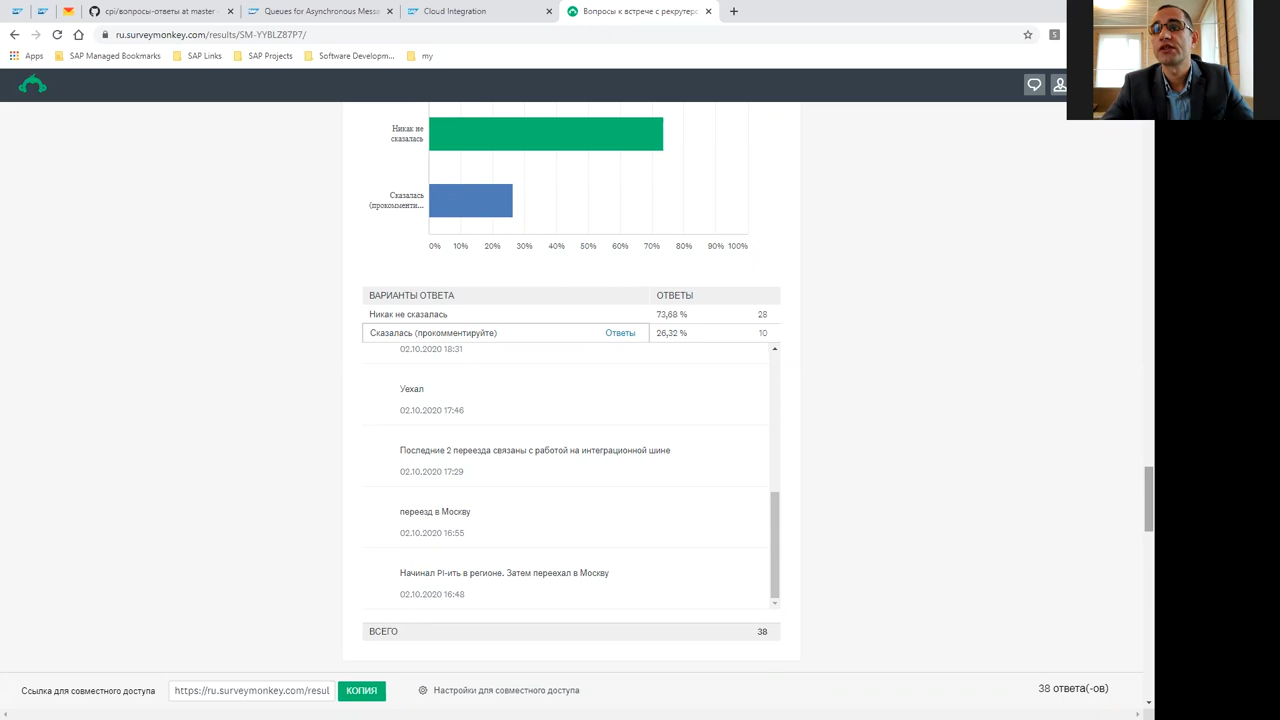 cpi/вопросы-ответы at master
Queues for Asynchronous Messa
Cloud Integration
Вопросы к встрече с рекрутерс
ru.surveymonkey.com/results/SM-YYBLZ87P7/
S
Apps
SAP Managed Bookmarks
SAP Links
SAP Projects
Software Developm...
my
Никак не
сказалась
Сказалась
(прокомменти...
0% 10% 20% 30% 40% 50% 60% 70% 80% 90% 100%
ВАРИАНТЫ ОТВЕТА ОТВЕТЫ
Никак не сказалась 73,68 % 28
Сказалась (прокомментируйте) Ответы 26,32 % 10
02.10.2020 18:31
Уехал
02.10.2020 17:46
Последние 2 переезда связаны с работой на интеграционной шине
02.10.2020 17:29
переезд в Москву
02.10.2020 16:55
Начинал PI-ить в регионе. Затем переехал в Москву
02.10.2020 16:48
ВСЕГО 38
Ссылка для совместного доступа
https://ru.surveymonkey.com/resul
КОПИЯ
Настройки для совместного доступа
38 ответа(-ов)